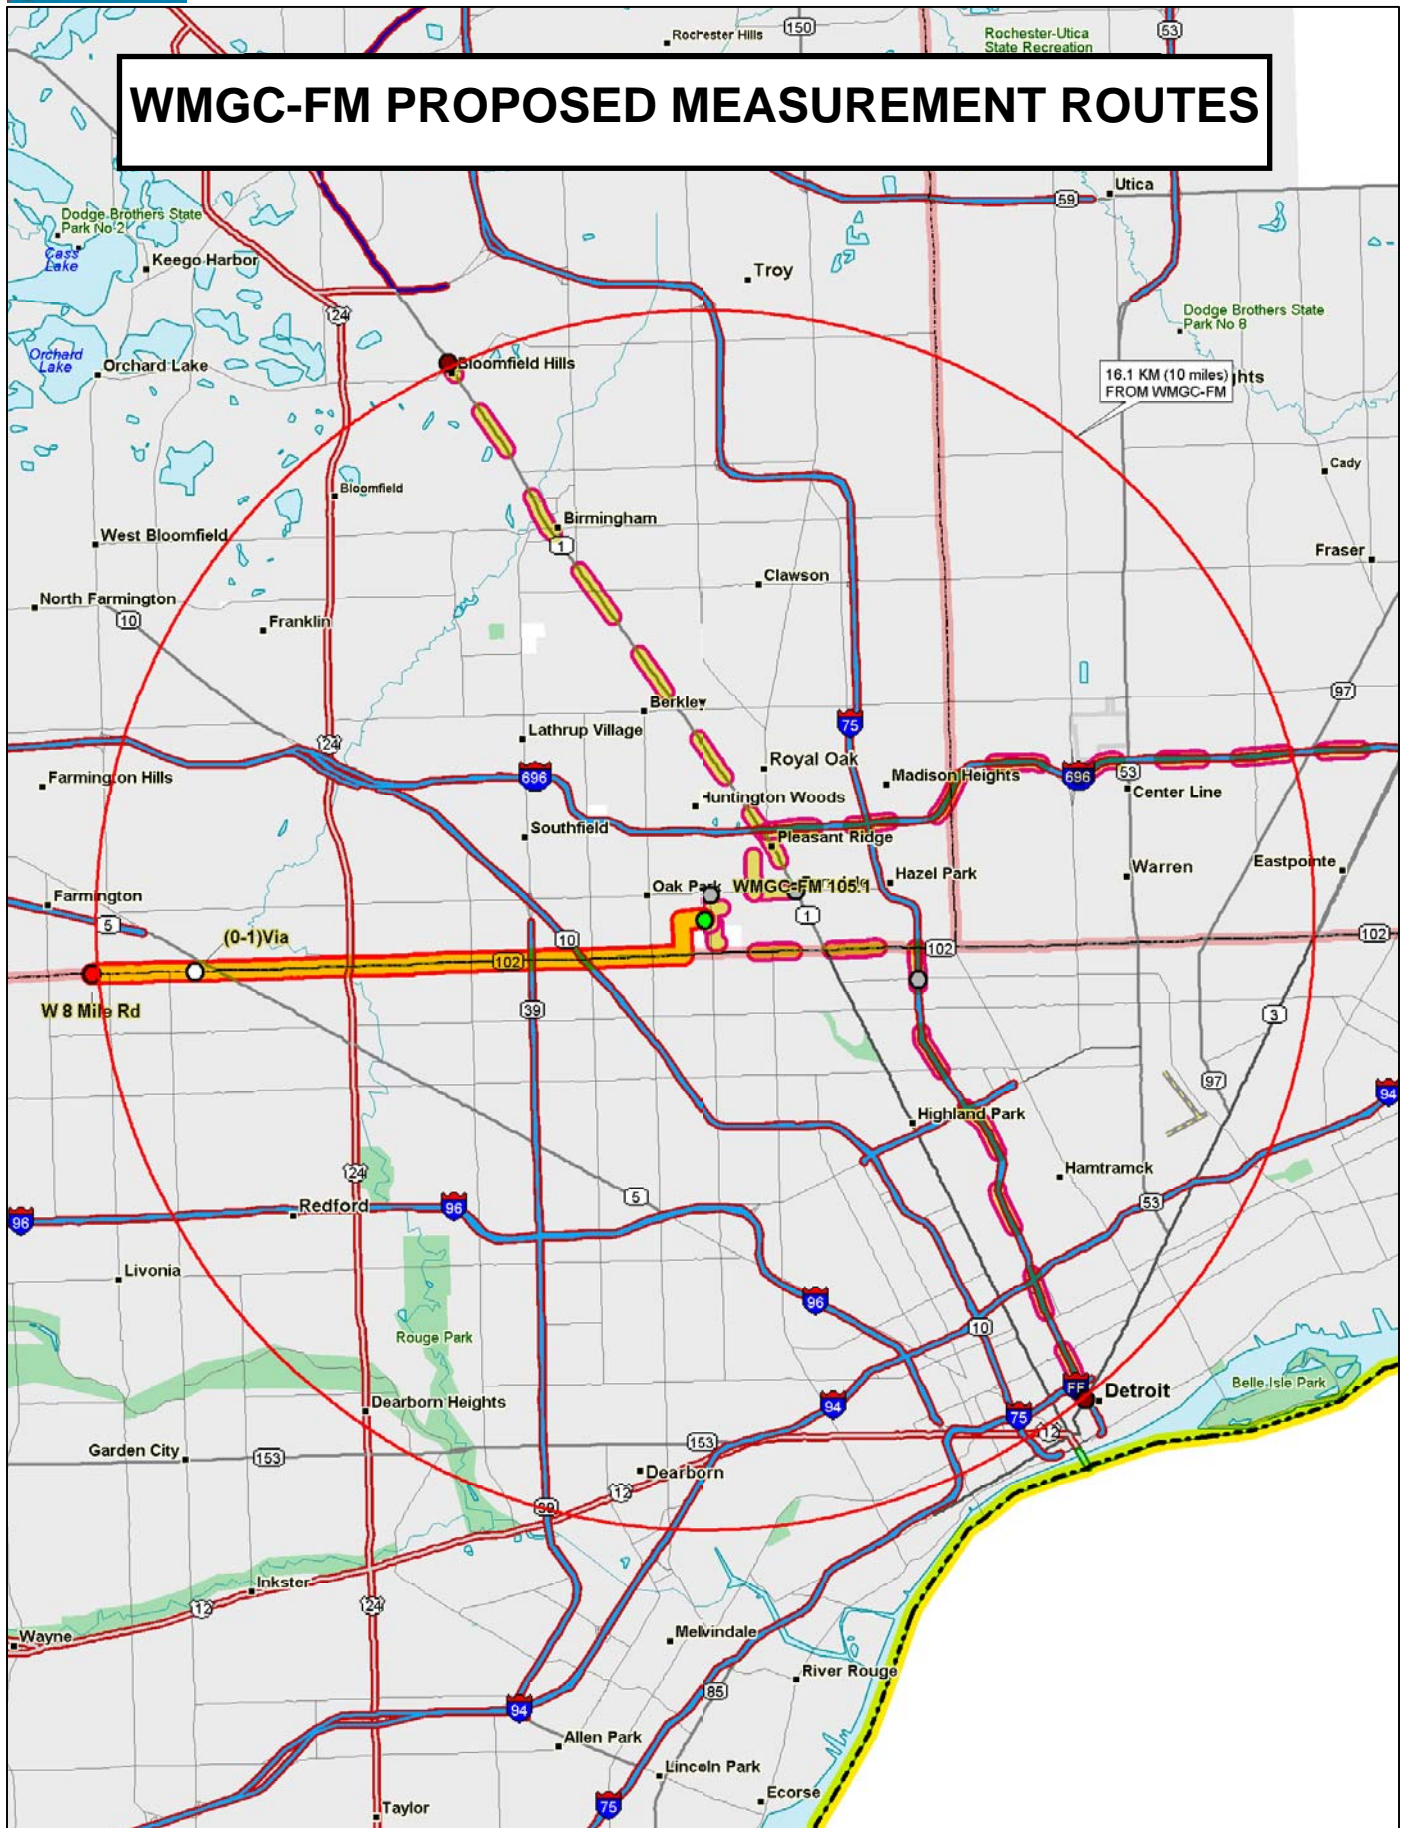 Rochester Hills
150
Rochester-Utica
State Recreation
53
WMGC-FM PROPOSED MEASUREMENT ROUTES
59
Utica
Dodge Brothers State
Park No 2
Cass
Lake
Keego Harbor
Troy
24
Dodge Brothers State
Park No 8
Orchard
Lake
Orchard Lake
Bloomfield Hills
16.1 KM (10 miles)
FROM WMGC-FM
Cady
Bloomfield
Birmingham
West Bloomfield
1
Fraser
Clawson
North Farmington
10
Franklin
97
Berkley
75
Lathrup Village
24
Royal Oak
Farmington Hills
696
Madison Heights
696
53
Center Line
Huntington Woods
Southfield
Pleasant Ridge
Eastpointe
Warren
Hazel Park
Farmington
Oak Park
WMGC-FM 105.1
5
1
(0-1)Via
10
102
102
102
W 8 Mile Rd
39
3
97
94
Highland Park
Hamtramck
24
5
53
Redford
96
96
Livonia
96
10
Rouge Park
Belle Isle Park
Detroit
Dearborn Heights
94
75
12
Garden City
153
153
Dearborn
12
39
Inkster
12
24
Wayne
Melvindale
River Rouge
85
94
Allen Park
Lincoln Park
Ecorse
75
Taylor